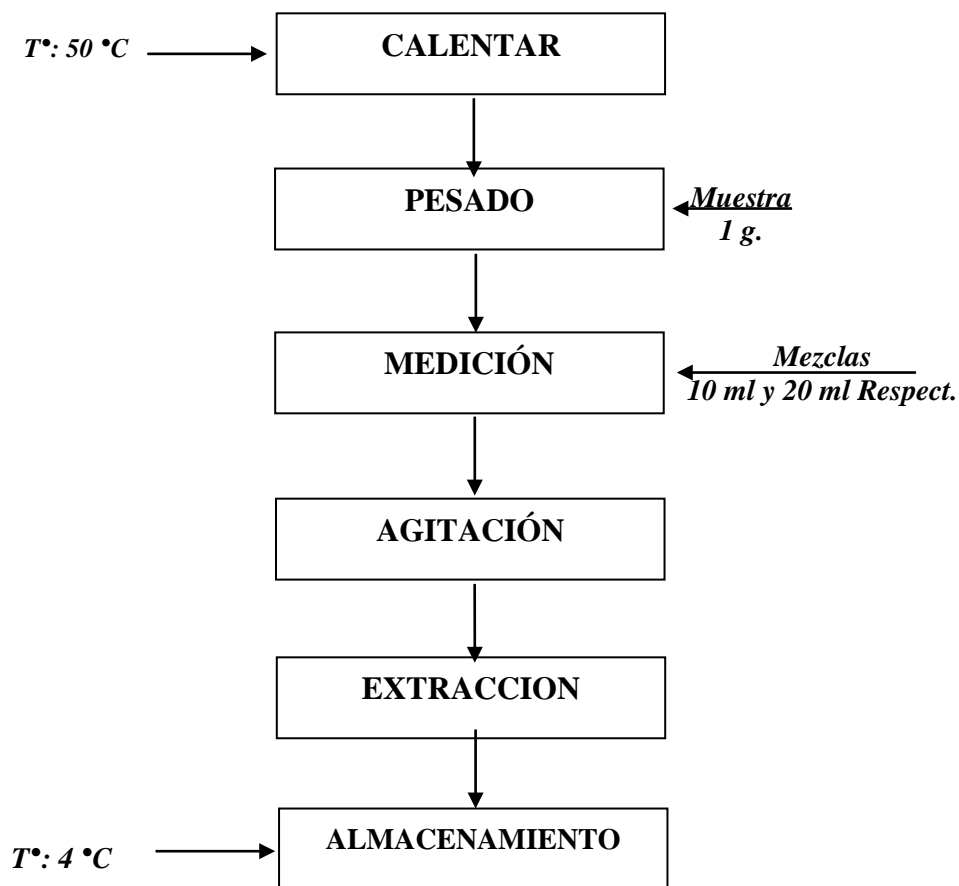 T•: 50 •C
CALENTAR
PESADO
Muestra
1 g.
MEDICIÓN
Mezclas
10 ml y 20 ml Respect.
AGITACIÓN
EXTRACCION
ALMACENAMIENTO
T•: 4 •C